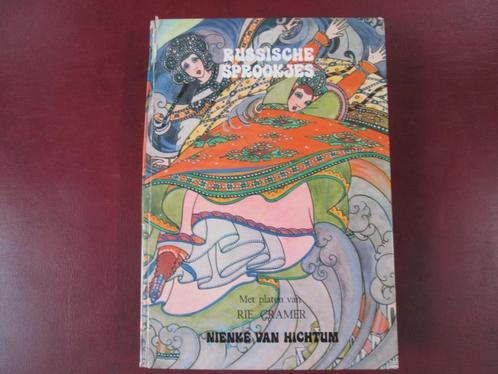 RUSSISCHE
SPROOKJES
Met platen van
RIE CRAMER
NIENKE VAN HICHTUM